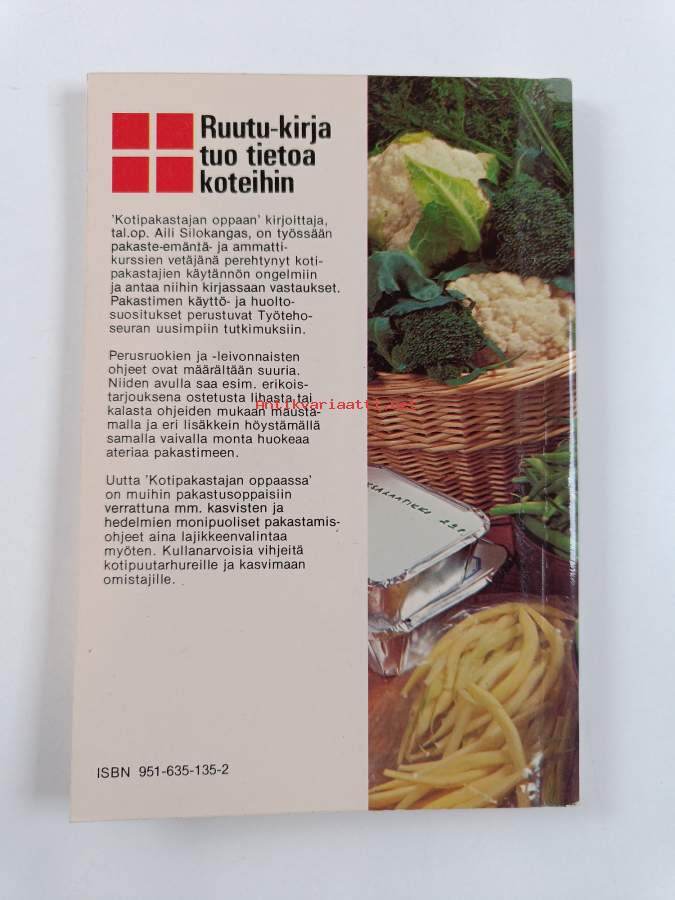 Ruutu-kirja
tuo tietoa
koteihin
'Kotipakastajan oppaan' kirjoittaja,
tal.op. Aili Silokangas, on työssään
pakaste-emäntä- ja ammatti-
kurssien vetäjänä perehtynyt koti-
pakastajien käytännön ongelmiin
ja antaa niihin kirjassaan vastaukset.
Pakastimen käyttö- ja huolto-
suositukset perustuvat Työteho-
seuran uusimpiin tutkimuksiin.
Perusruokien ja -leivonnaisten
ohjeet ovat määrältään suuria.
Niiden avulla saa esim. erikois-
tarjouksena ostetusta lihasta tai
kalasta ohjeiden mukaan mausta-
malla ja eri lisäkkein höystämällä
samalla vaivalla monta huokeaa
ateriaa pakastimeen.
Uutta 'Kotipakastajan oppaassa'
on muihin pakastusoppaisiin
verrattuna mm. kasvisten ja
hedelmien monipuoliset pakastamis-
ohjeet aina lajikkeenvalintaa
myöten. Kullanarvoisia vihjeitä
kotipuutarhureille ja kasvimaan
omistajille.
ISBN 951-635-135-2
Antikvariaatti.net